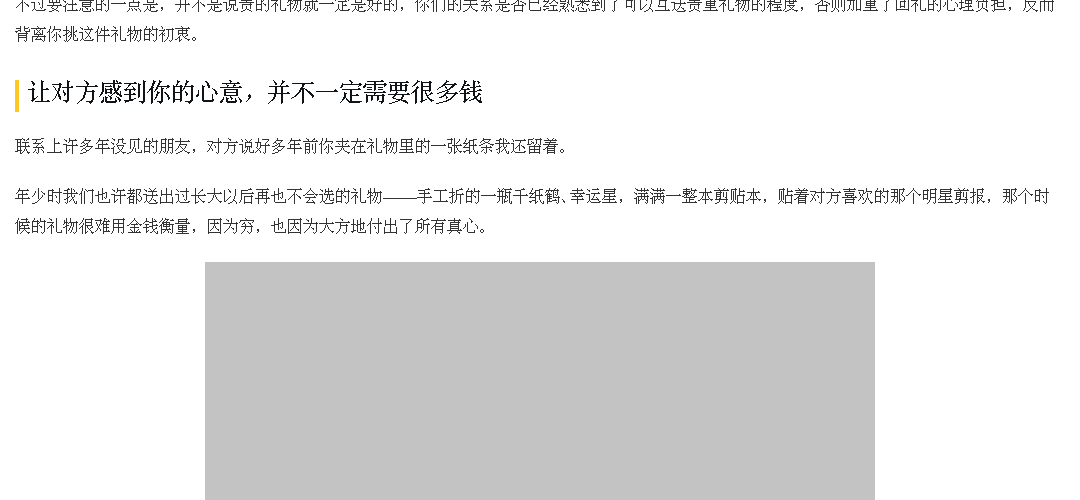 不过要注意的一点是，并不是说贵的礼物就一定是好的，你们的关系是否已经熟悉到了可以互送贵重礼物的程度，否则加重了回礼的心理负担，反而
背离你挑这件礼物的初衷。
让对方感到你的心意，并不一定需要很多钱
联系上许多年没见的朋友，对方说好多年前你夹在礼物里的一张纸条我还留着。
年少时我们也许都送出过长大以后再也不会选的礼物——手工折的一瓶千纸鹤、幸运星，满满一整本剪贴本，贴着对方喜欢的那个明星剪报，那个时
候的礼物很难用金钱衡量，因为穷，也因为大方地付出了所有真心。